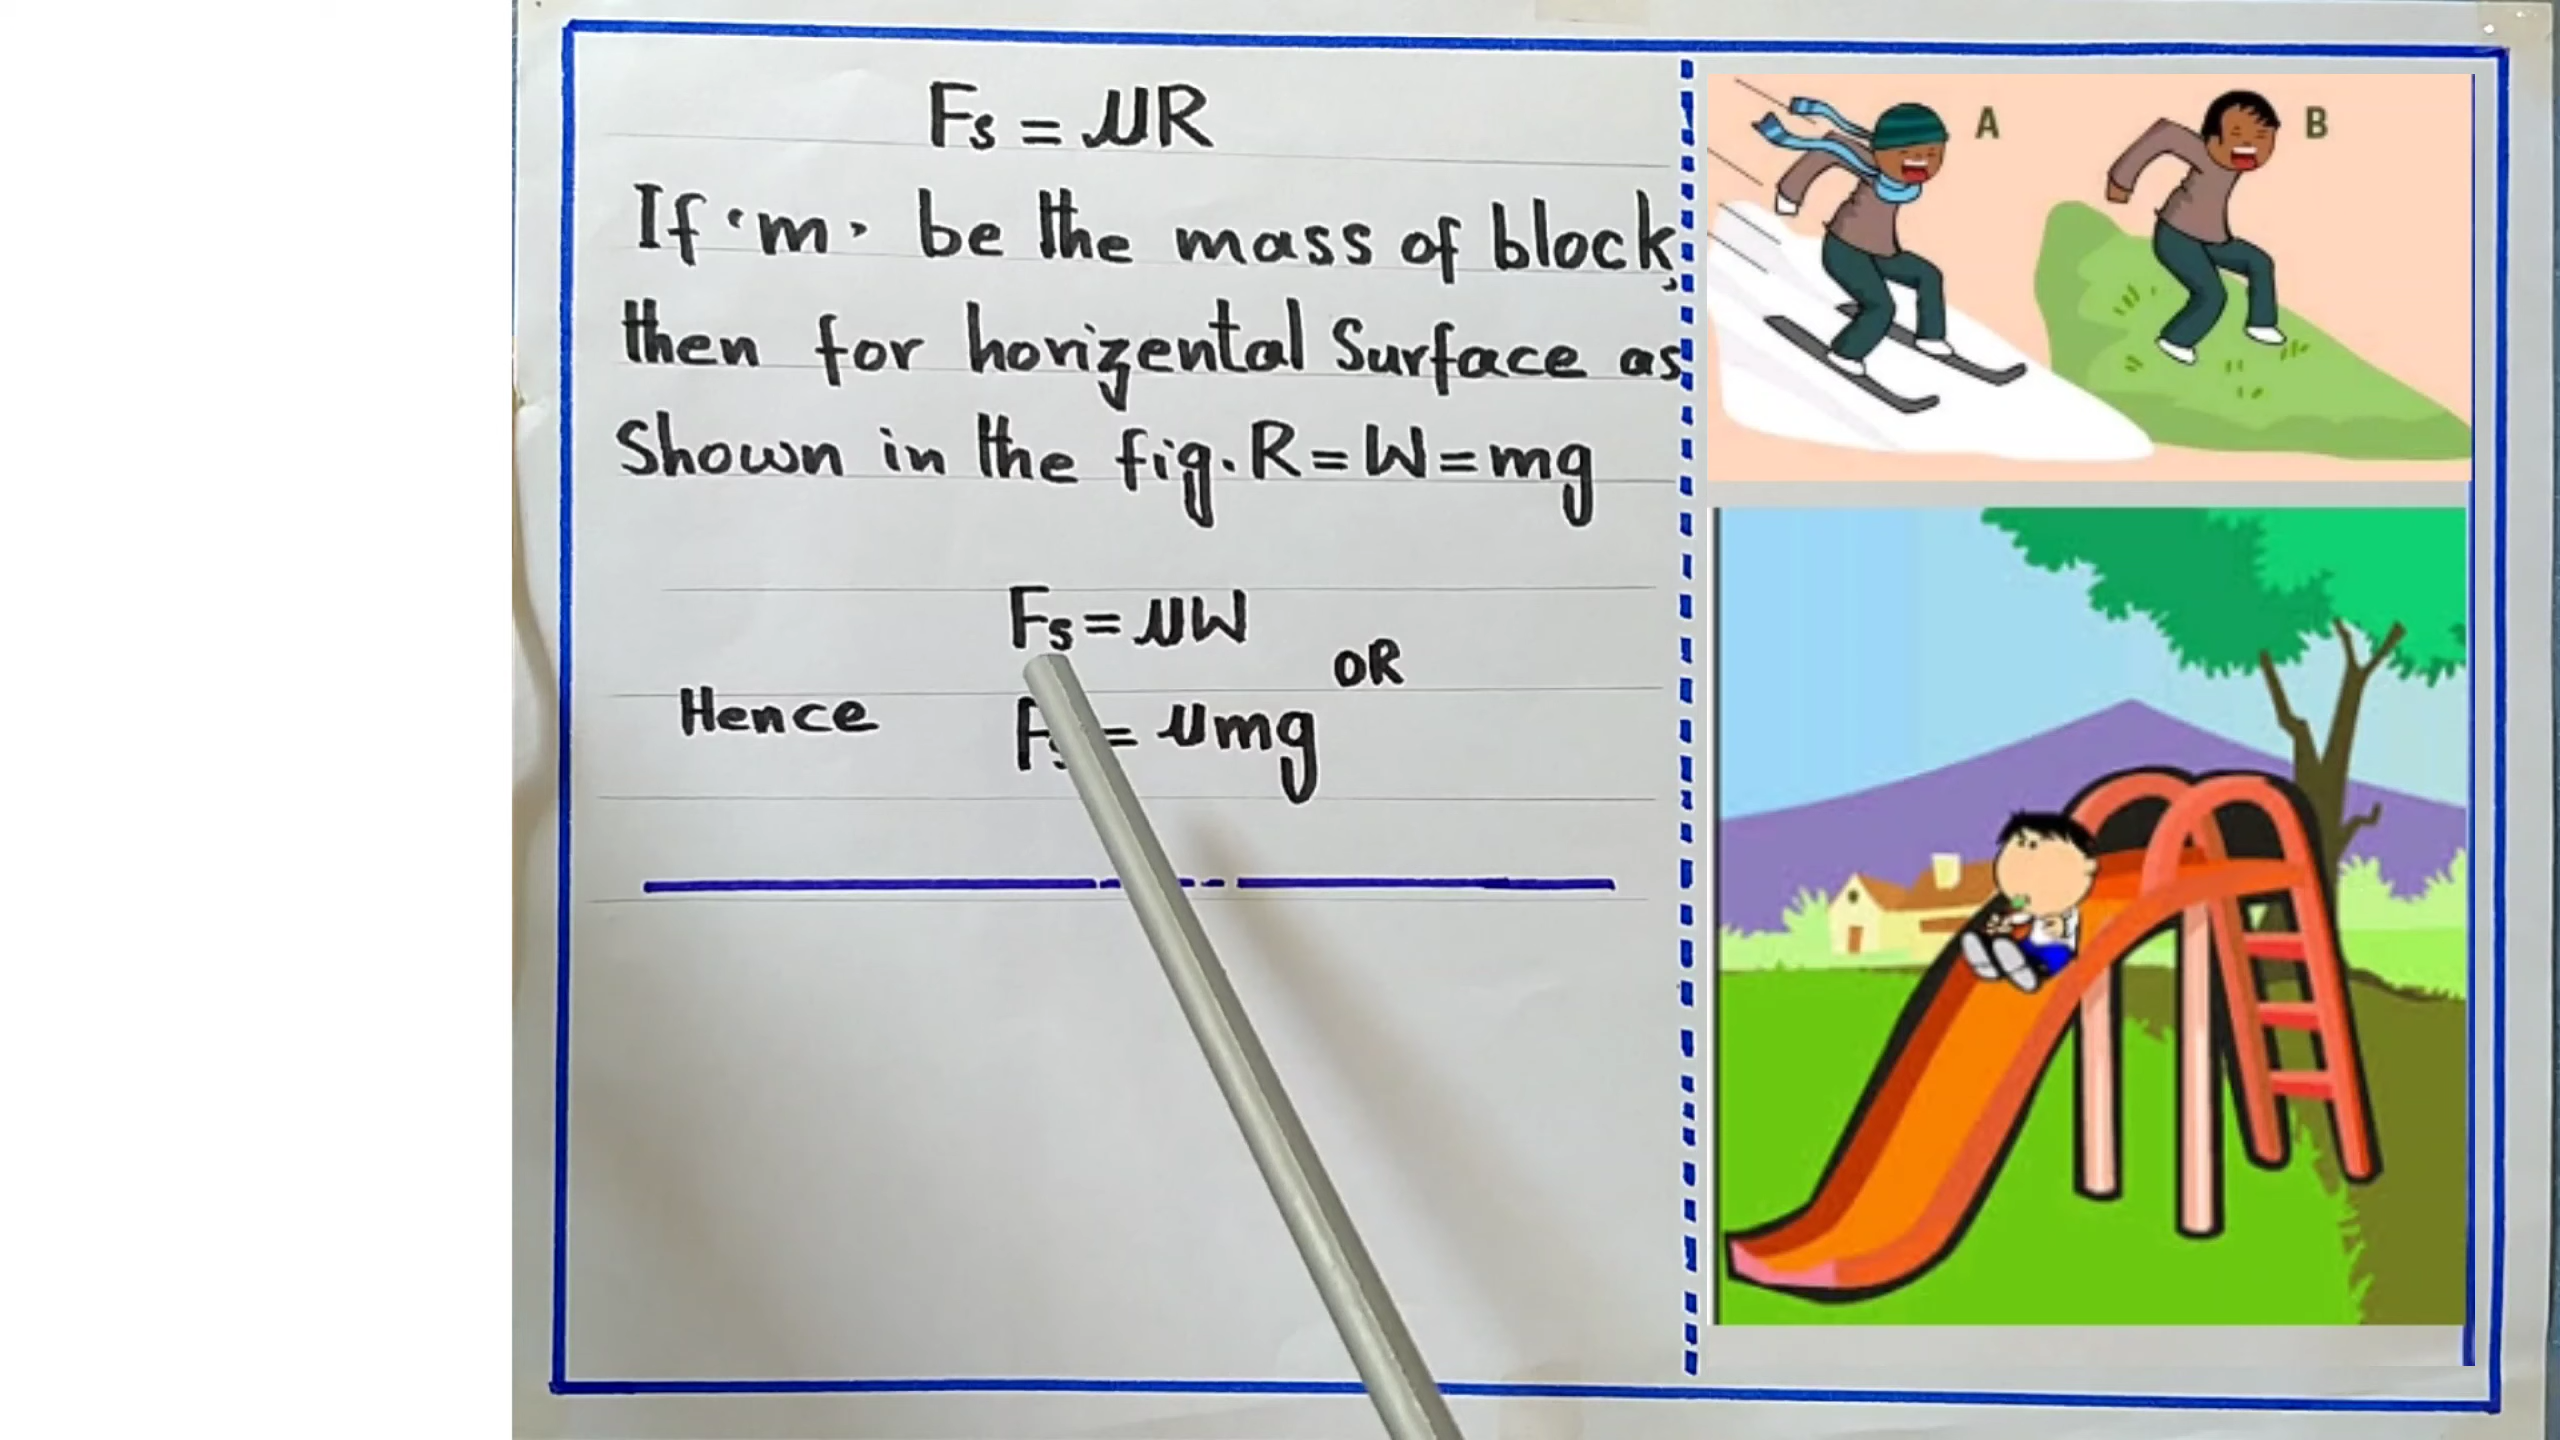 Fs = μR
If 'm' be the mass of block,
then for horizental Surface as
Shown in the fig. R = W = mg
Fs = μW
OR
Hence Fs = μmg
A
B